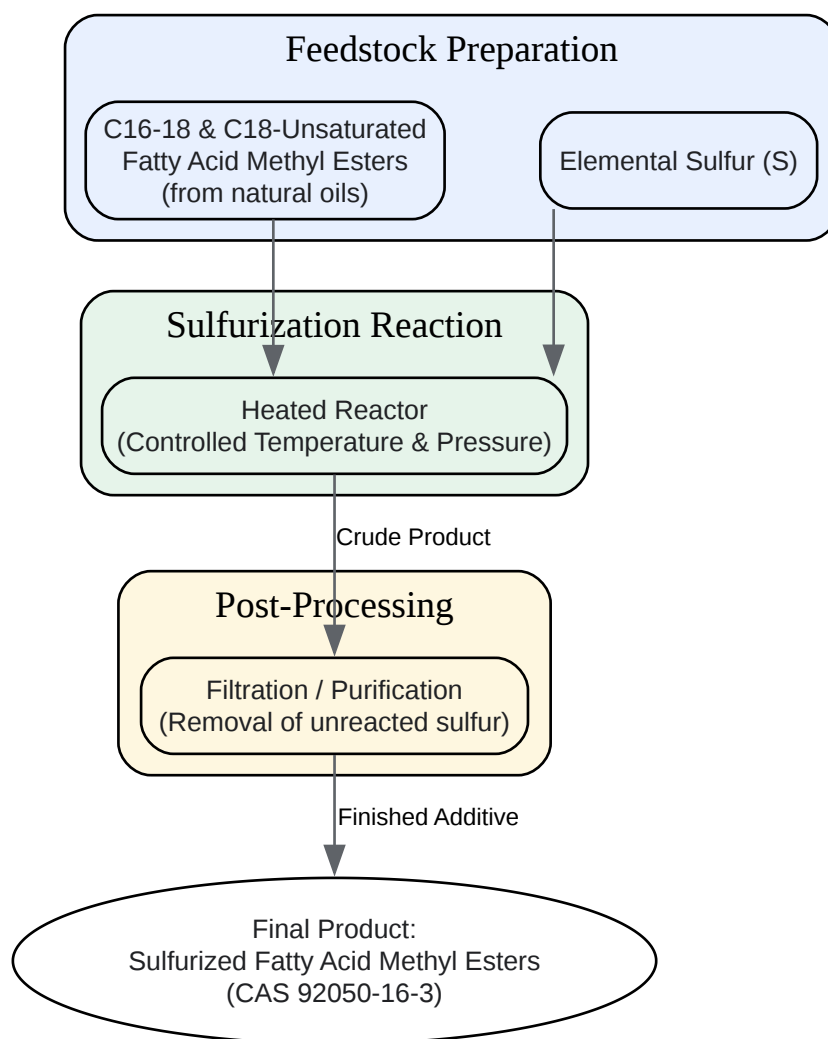 Feedstock Preparation
C16-18 & C18-Unsaturated
Fatty Acid Methyl Esters
(from natural oils)
Elemental Sulfur (S)
Sulfurization Reaction
Heated Reactor
(Controlled Temperature & Pressure)
Crude Product
Post-Processing
Filtration / Purification
(Removal of unreacted sulfur)
Finished Additive
Final Product:
Sulfurized Fatty Acid Methyl Esters
(CAS 92050-16-3)